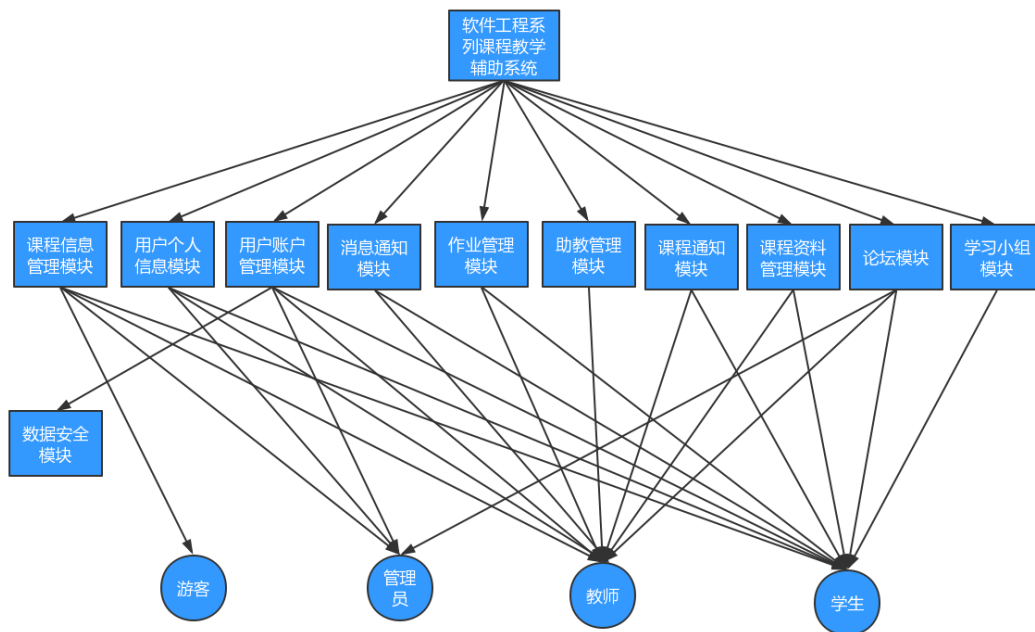 软件工程系
列课程教学
辅助系统
课程信息
管理模块
用户个人
信息模块
用户账户
管理模块
消息通知
模块
作业管理
模块
助教管理
模块
课程通知
模块
课程资料
管理模块
论坛模块
学习小组
模块
数据安全
模块
游客
管理
员
教师
学生